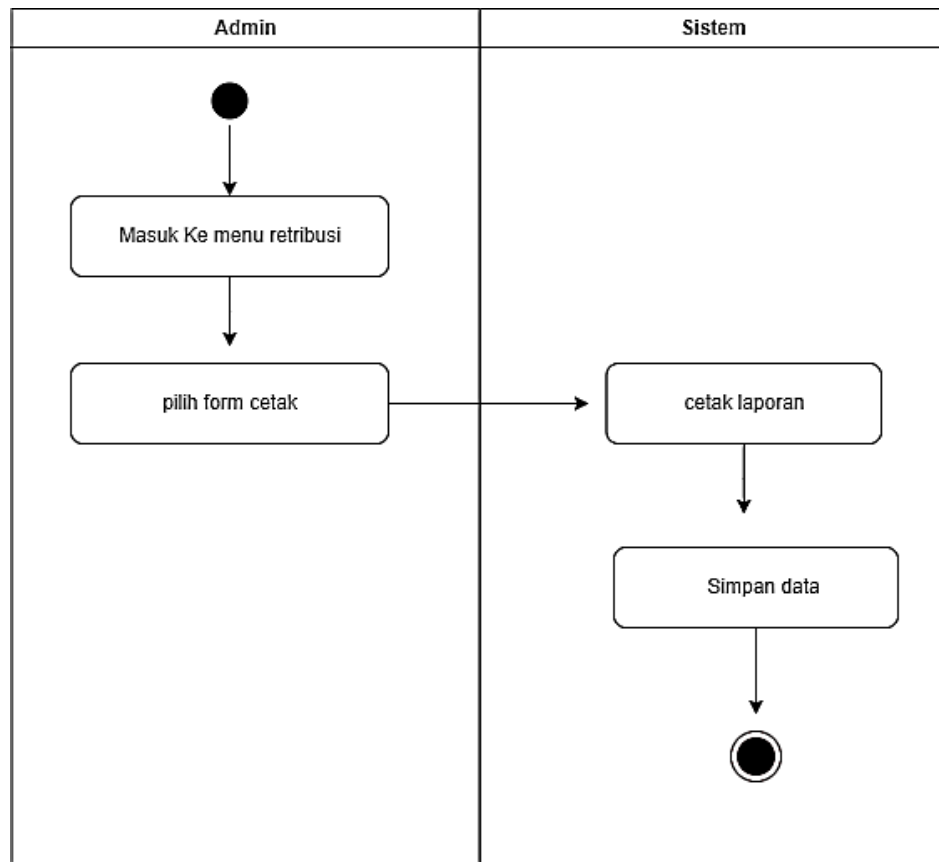 Admin
Sistem
Masuk Ke menu retribusi
pilih form cetak
cetak laporan
Simpan data